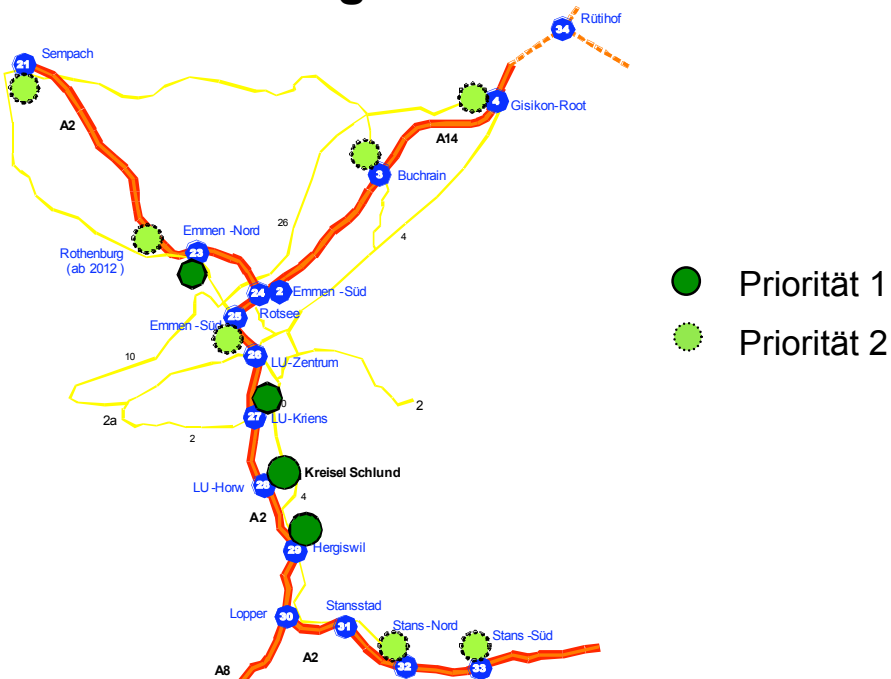 34
Rütihof
Sempach
21
4
Gisikon-Root
A2
A14
3
Buchrain
26
4
Emmen -Nord
23
Rothenburg
(ab 2012 )
24
2
Emmen -Süd
Rotsee
25
Emmen -Süd
26
LU-Zentrum
10
2a
2
2
0
27
LU-Kriens
Kreisel Schlund
LU -Horw
28
4
A2
29
Hergiswil
Lopper
30
Stansstad
31
Stans -Nord
32
Stans -Süd
33
A8
A2
Priorität 1
Priorität 2